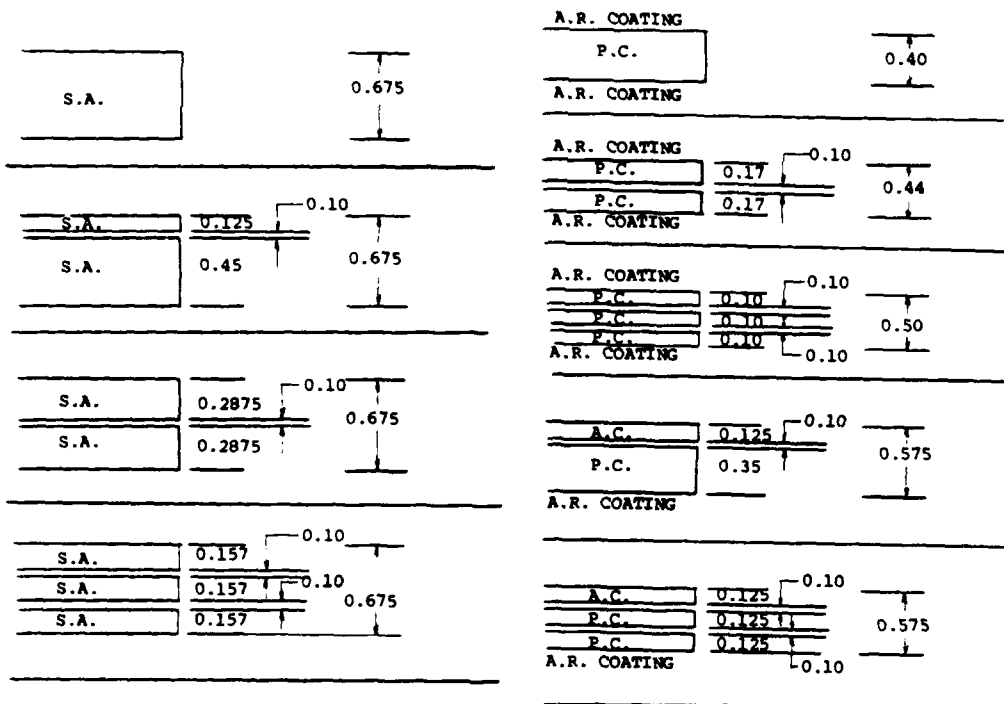 S.A.
0.675
S.A.
0.125
0.10
S.A.
0.45
0.675
S.A.
0.2875
0.10
S.A.
0.2875
0.675
S.A.
0.157
0.10
S.A.
0.157
0.10
S.A.
0.157
0.675
A.R. COATING
P.C.
0.40
A.R. COATING
A.R. COATING
P.C.
0.17
0.10
P.C.
0.17
0.44
A.R. COATING
A.R. COATING
P.C.
0.10
0.10
P.C.
0.10
0.50
P.C.
0.10
0.10
A.R. COATING
A.C.
0.125
0.10
P.C.
0.35
0.575
A.R. COATING
A.C.
0.125
0.10
P.C.
0.125
0.575
P.C.
0.125
0.10
A.R. COATING